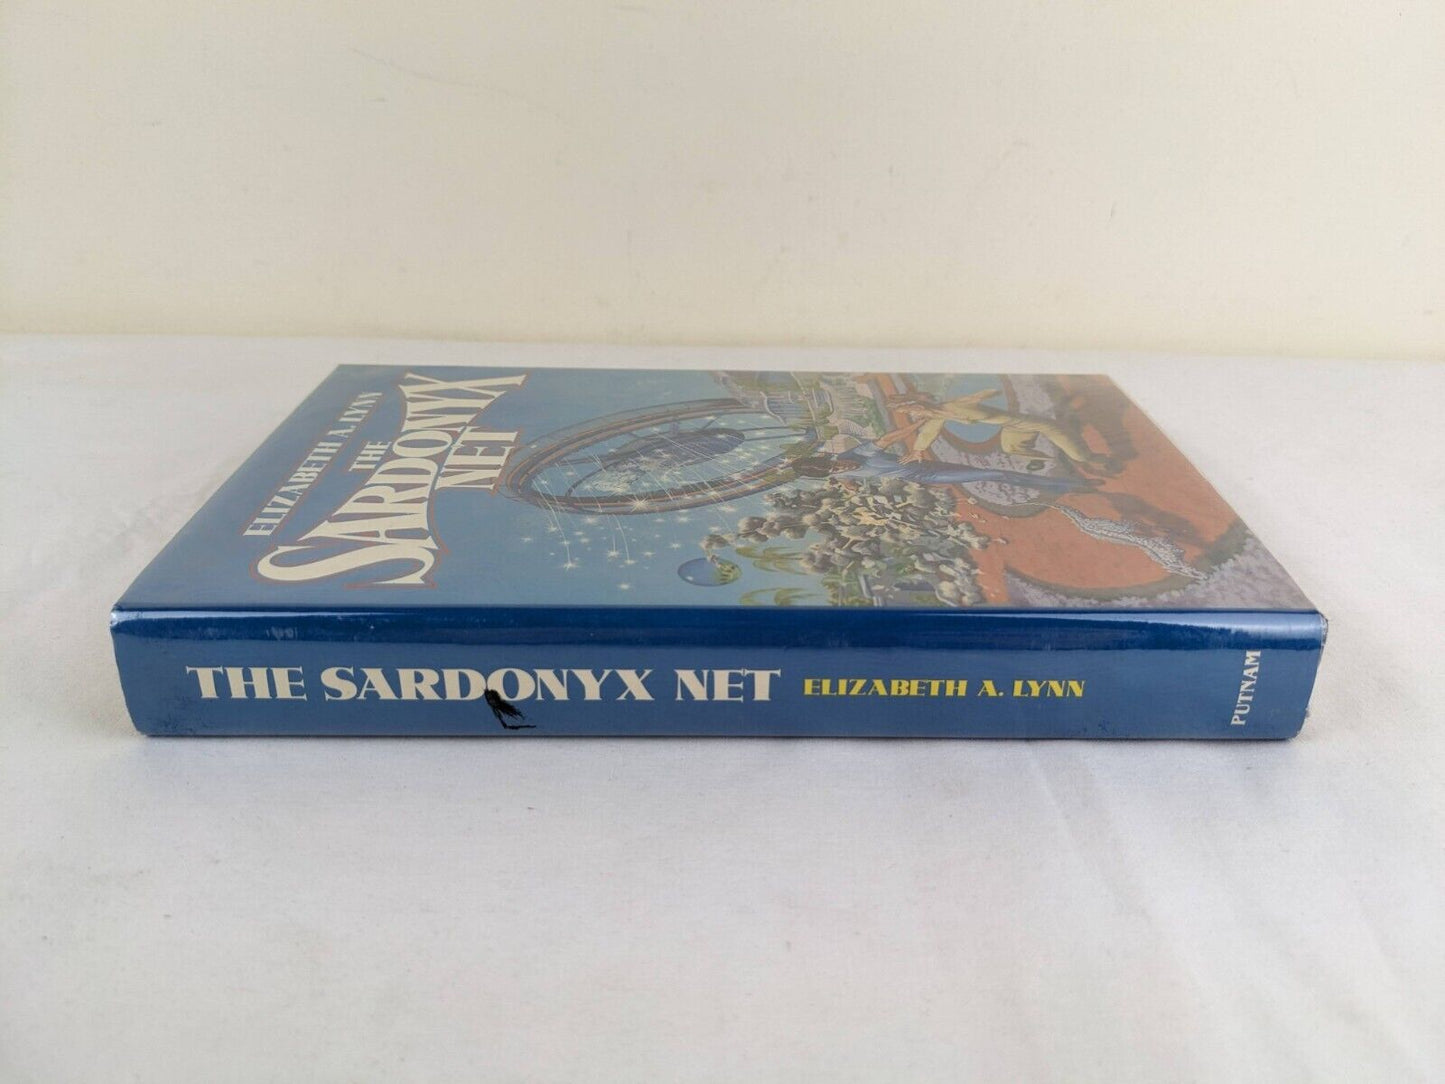 ELIZABETH A. LYNN
THE
SARDONYX
NET
THE SARDONYX NET ELIZABETH A. LYNN PUTNAM